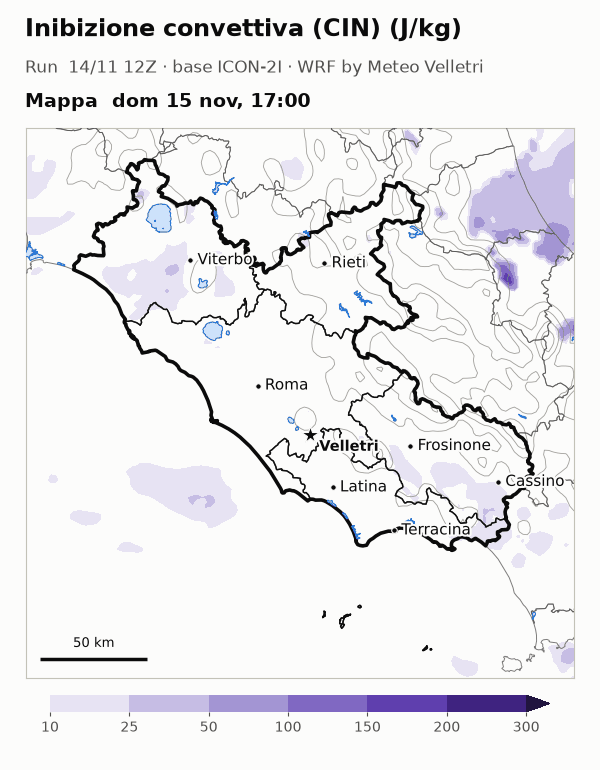 Inibizione convettiva (CIN) (J/kg)
Run 14/11 12Z · base ICON-2I · WRF by Meteo Velletri
Mappa dom 15 nov, 17:00
Viterbo
Rieti
Roma
Velletri
Frosinone
Cassino
Latina
Terracina
50 km
10 25 50 100 150 200 300